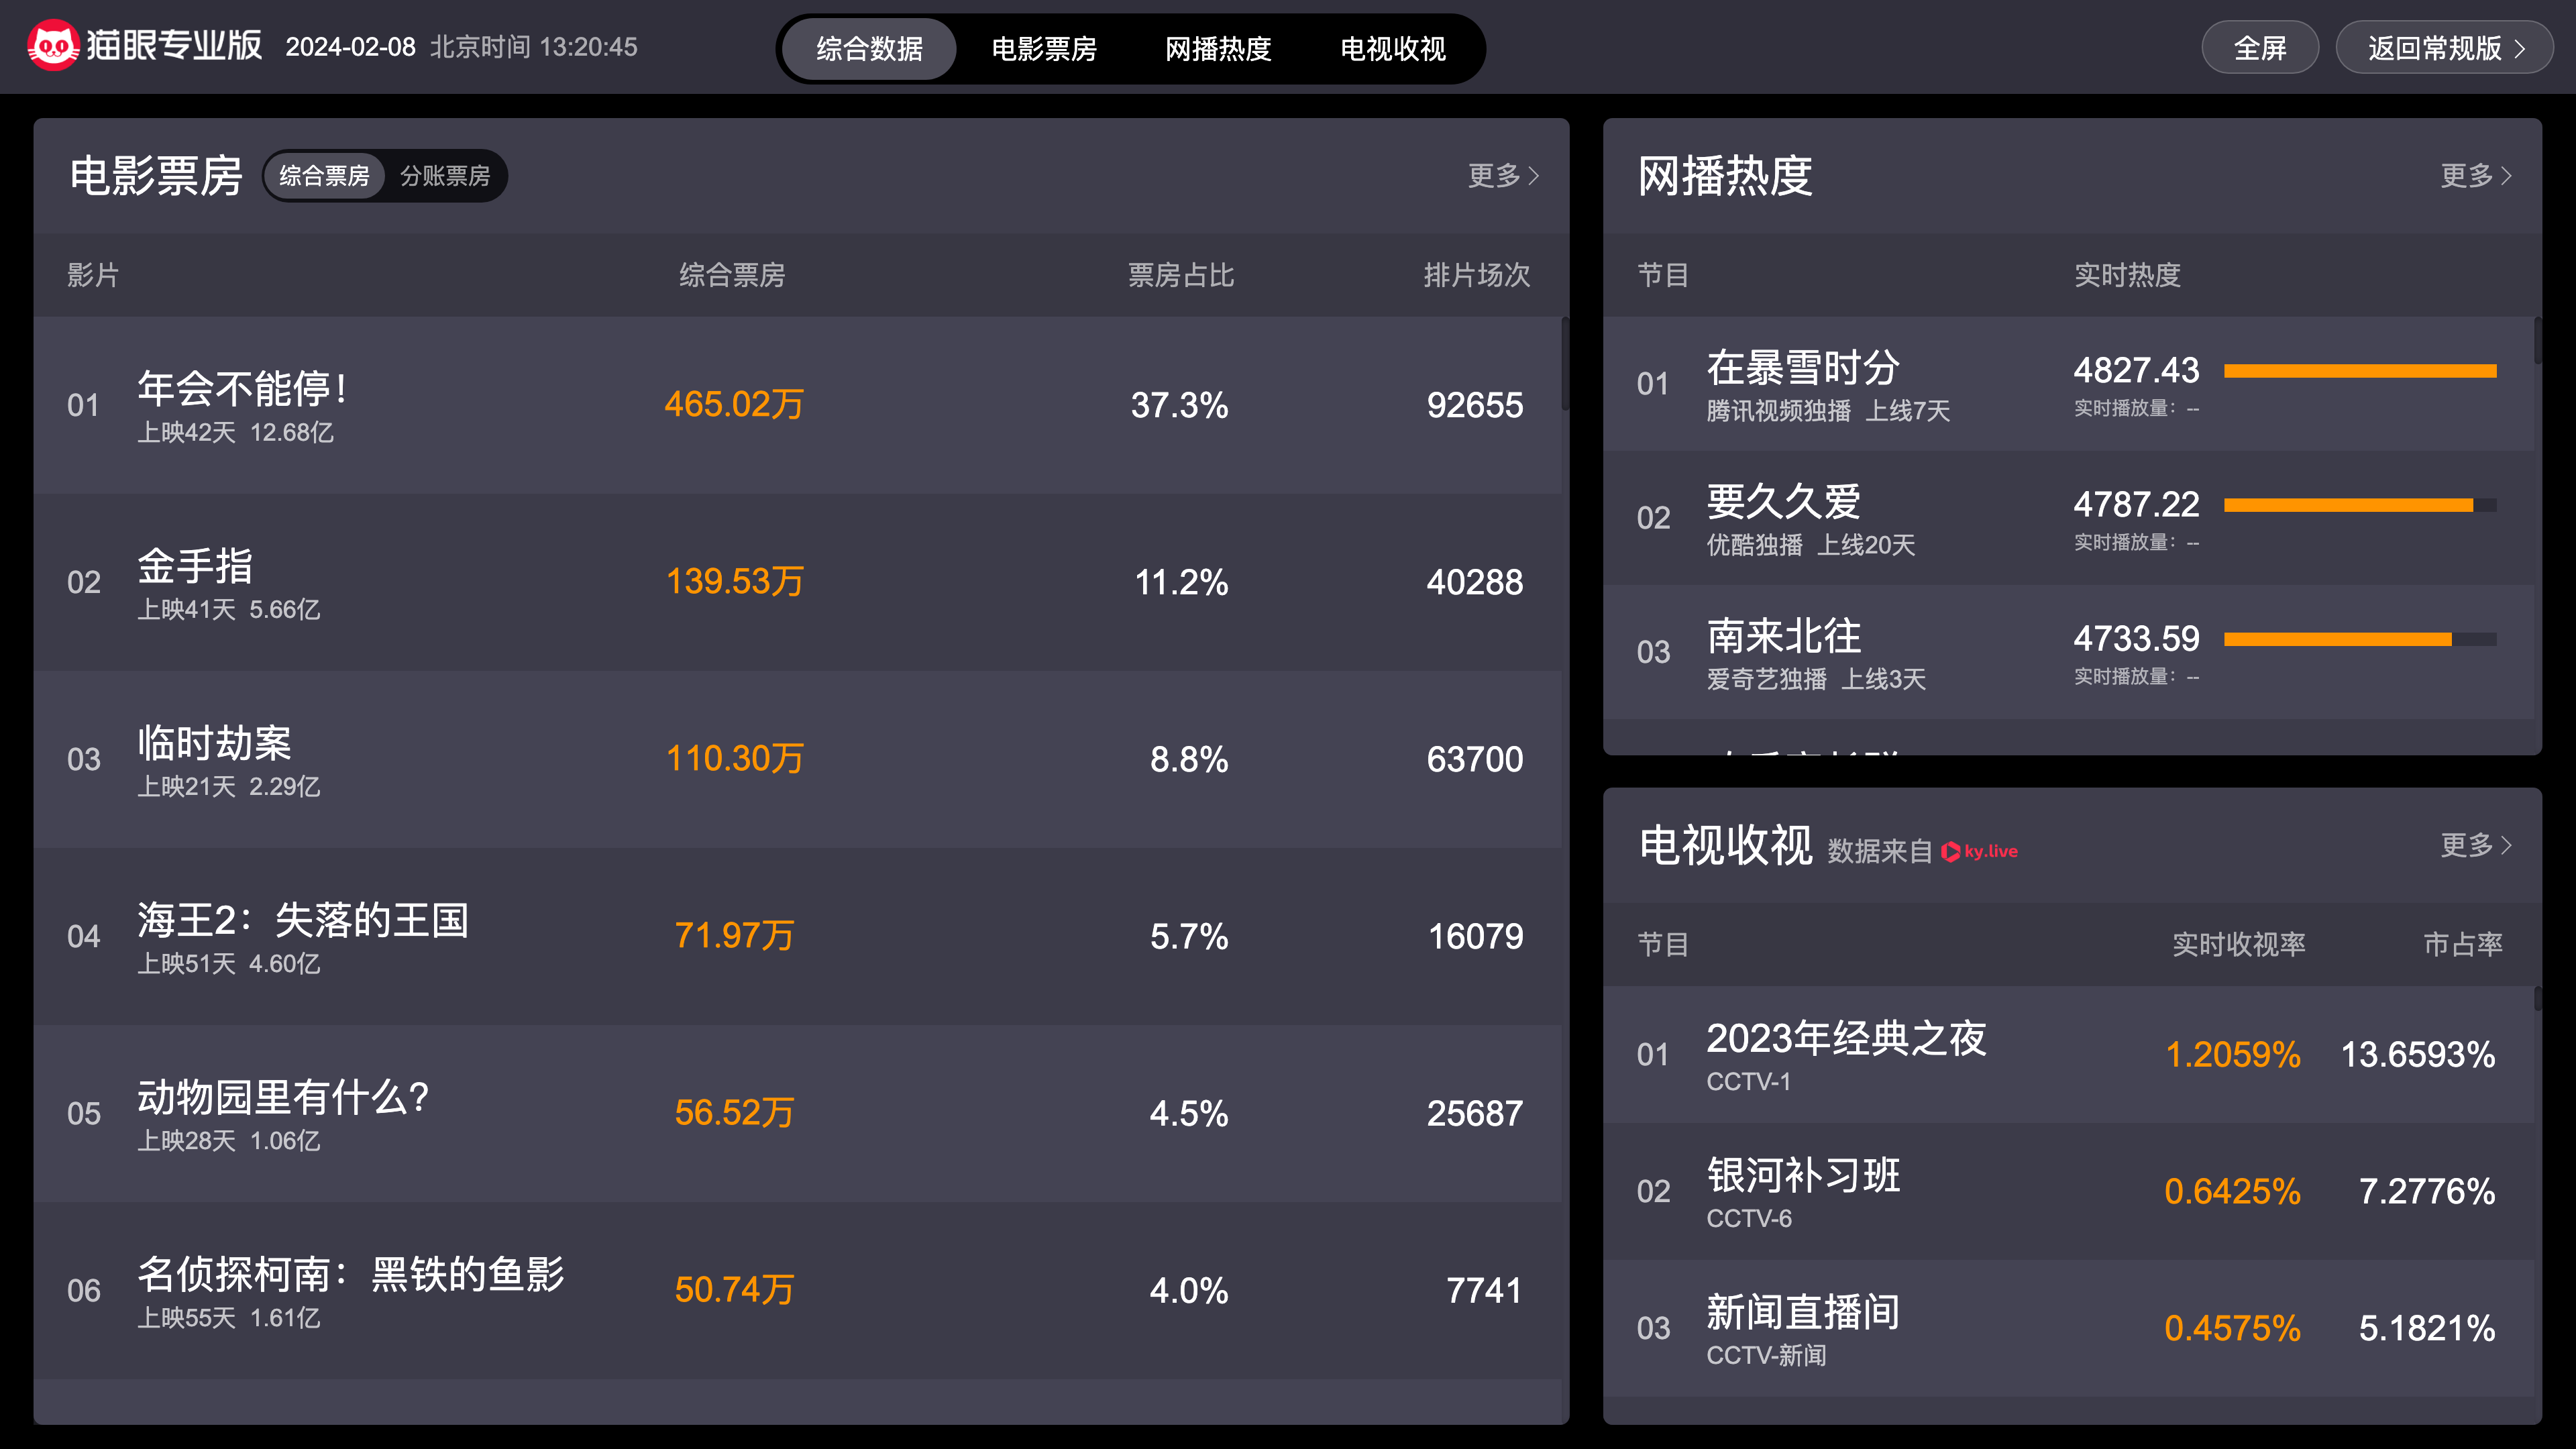 猫眼专业版 2024-02-08 北京时间 13:20:45 综合数据 电影票房 网播热度 电视收视 全屏 返回常规版
电影票房 综合票房 分账票房 更多
影片 综合票房 票房占比 排片场次
01 年会不能停！ 465.02万 37.3% 92655
上映42天 12.68亿
02 金手指 139.53万 11.2% 40288
上映41天 5.66亿
03 临时劫案 110.30万 8.8% 63700
上映21天 2.29亿
04 海王2：失落的王国 71.97万 5.7% 16079
上映51天 4.60亿
05 动物园里有什么？ 56.52万 4.5% 25687
上映28天 1.06亿
06 名侦探柯南：黑铁的鱼影 50.74万 4.0% 7741
上映55天 1.61亿
网播热度 更多
节目 实时热度
01 在暴雪时分 4827.43
腾讯视频独播 上线7天 实时播放量：--
02 要久久爱 4787.22
优酷独播 上线20天 实时播放量：--
03 南来北往 4733.59
爱奇艺独播 上线3天 实时播放量：--
电视收视 数据来自 ky.live 更多
节目 实时收视率 市占率
01 2023年经典之夜 1.2059% 13.6593%
CCTV-1
02 银河补习班 0.6425% 7.2776%
CCTV-6
03 新闻直播间 0.4575% 5.1821%
CCTV-新闻